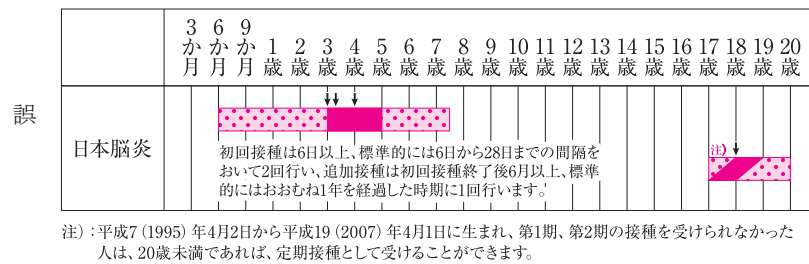 3か月 6か月 9か月 1歳 2歳 3歳 4歳 5歳 6歳 7歳 8歳 9歳 10歳 11歳 12歳 13歳 14歳 15歳 16歳 17歳 18歳 19歳 20歳
誤
日本脳炎
初回接種は6日以上、標準的には6日から28日までの間隔を
おいて2回行い、追加接種は初回接種終了後6月以上、標準
的にはおおむね1年を経過した時期に1回行います。
注）
注）：平成7（1995）年4月2日から平成19（2007）年4月1日に生まれ、第1期、第2期の接種を受けられなかった
人は、20歳未満であれば、定期接種として受けることができます。